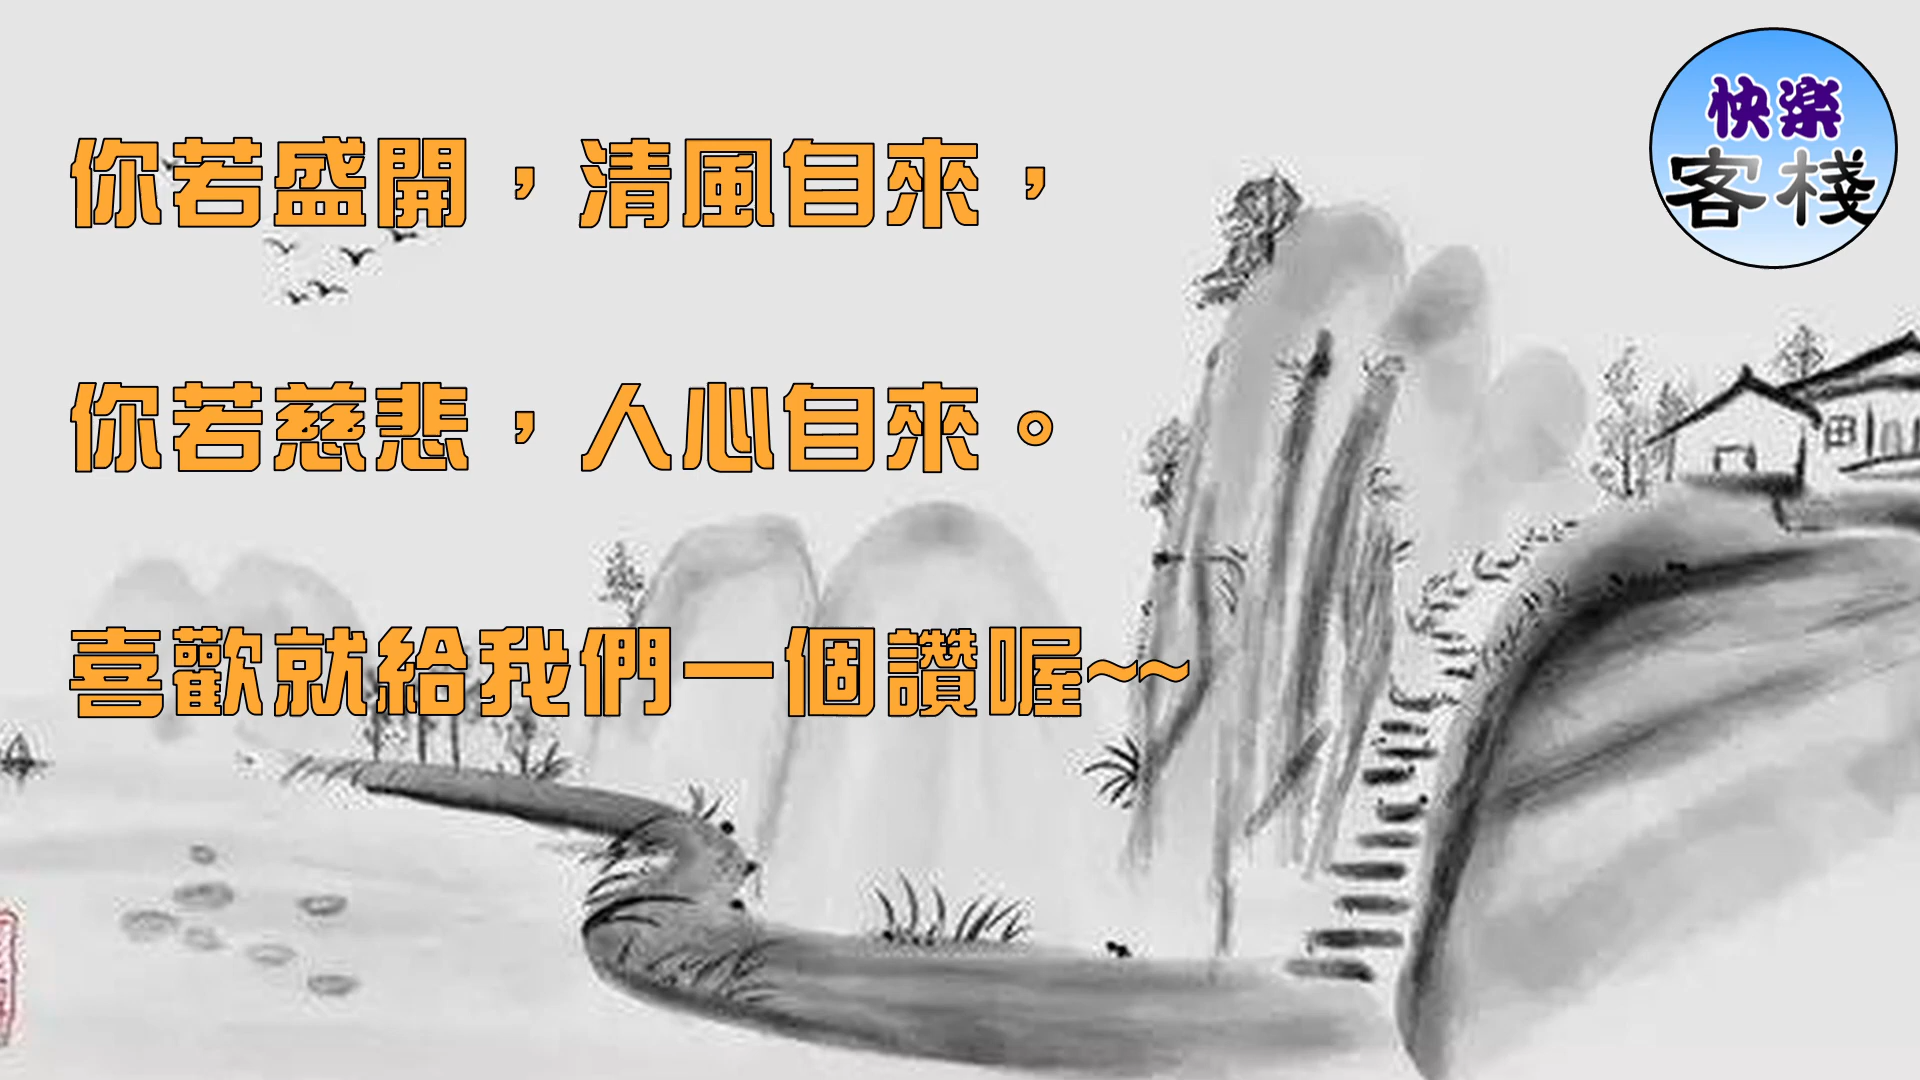 你若盛開，清風自來，
你若慈悲，人心自來。
喜歡就給我們一個讚喔~~
快樂
客棧